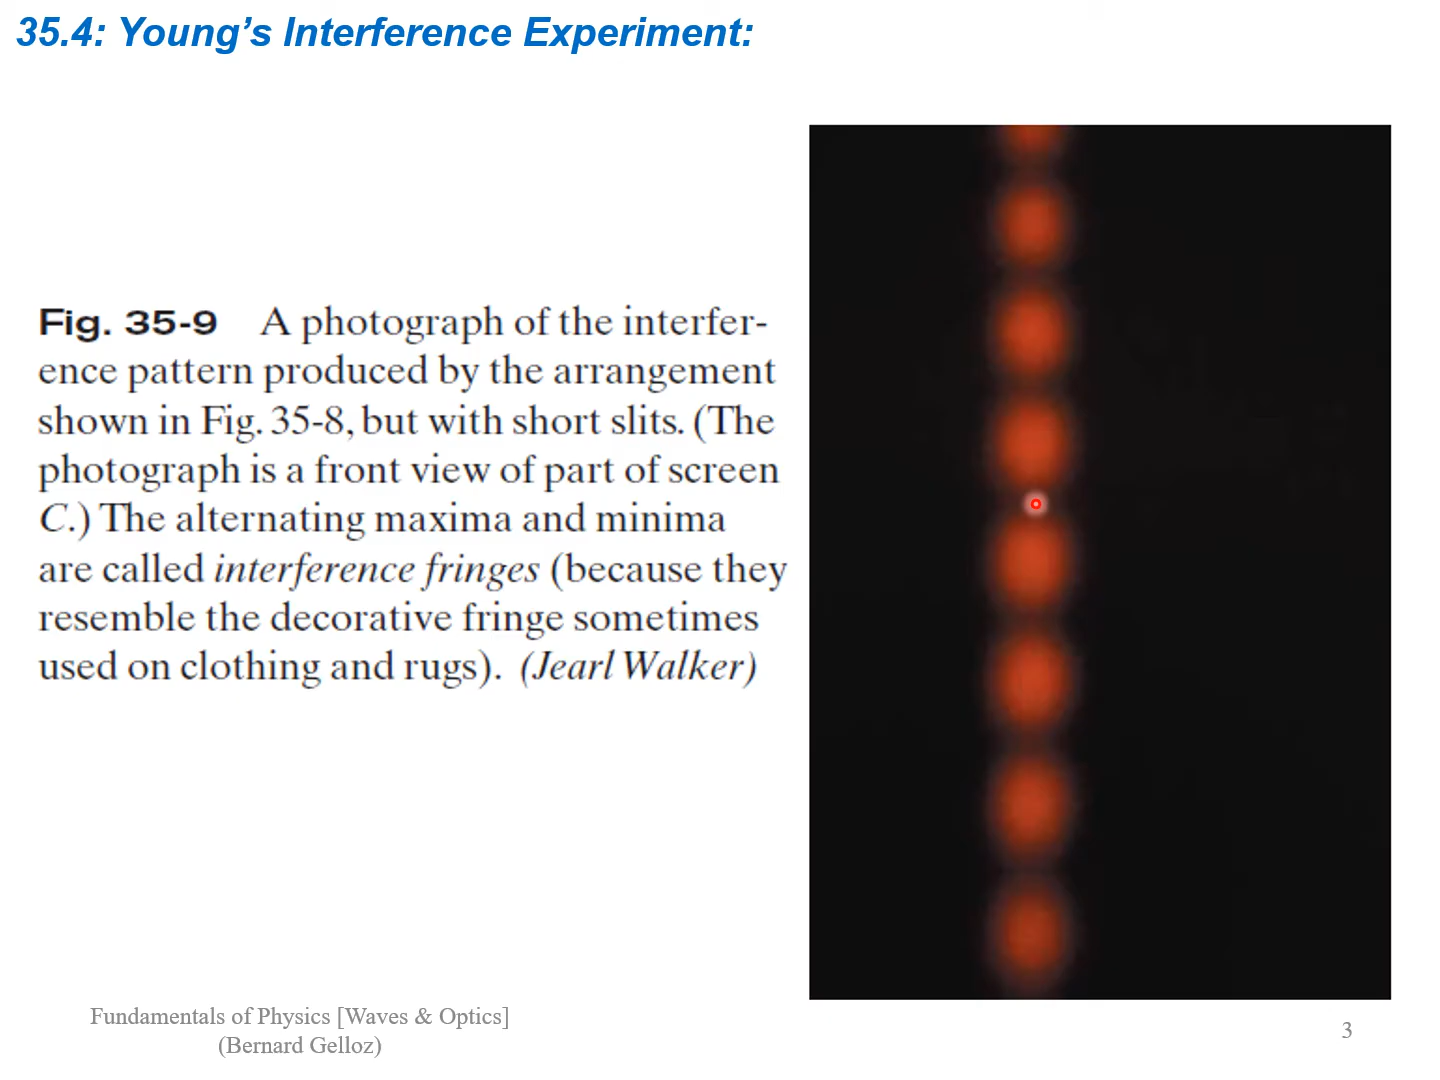 35.4: Young’s Interference Experiment:
Fig. 35-9 A photograph of the interfer-
ence pattern produced by the arrangement
shown in Fig. 35-8, but with short slits. (The
photograph is a front view of part of screen
C.) The alternating maxima and minima
are called interference fringes (because they
resemble the decorative fringe sometimes
used on clothing and rugs). (Jearl Walker)
Fundamentals of Physics [Waves & Optics]
(Bernard Gelloz)
3